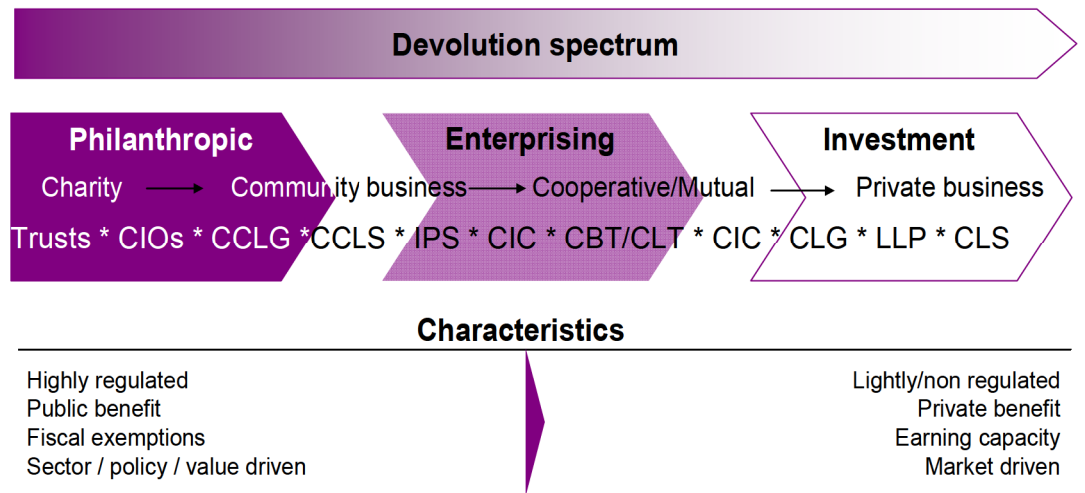 Devolution spectrum
Philanthropic
Enterprising
Investment
Charity
Community business
Cooperative/Mutual
Private business
Trusts * CIOs * CCLG *CCLS * IPS * CIC * CBT/CLT * CIC * CLG * LLP * CLS
Characteristics
Highly regulated
Public benefit
Fiscal exemptions
Sector / policy / value driven
Lightly/non regulated
Private benefit
Earning capacity
Market driven